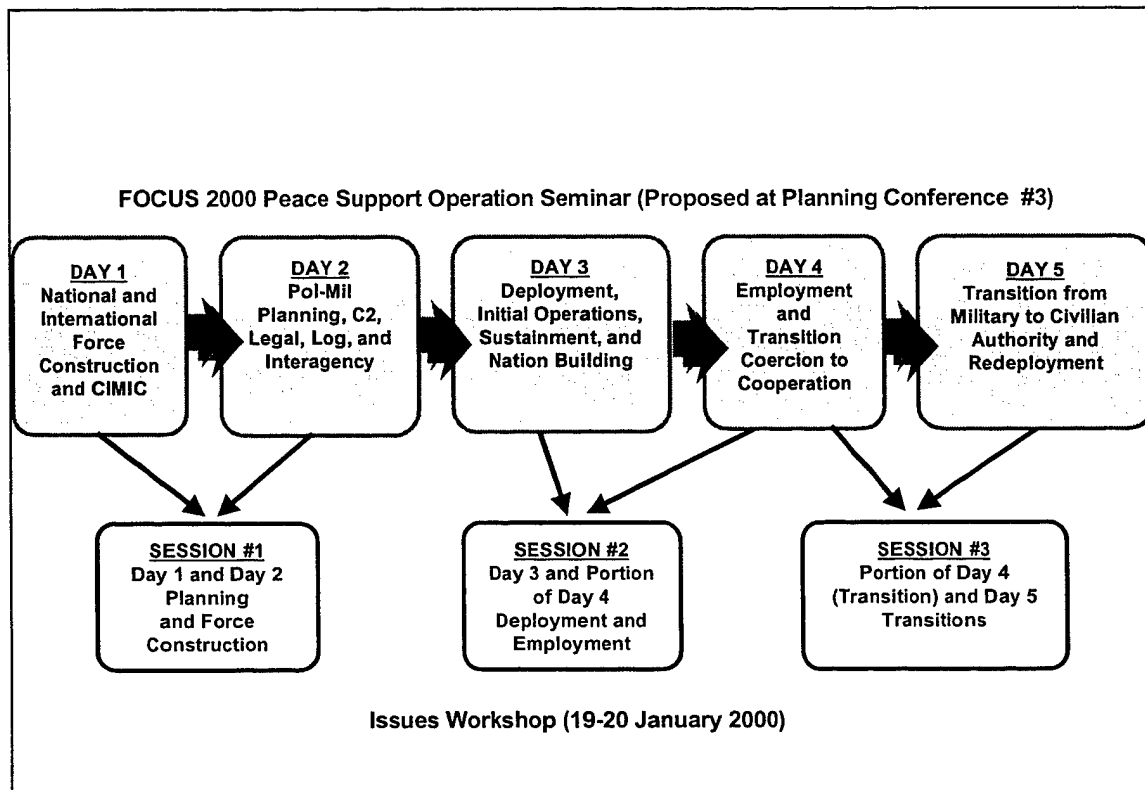 FOCUS 2000 Peace Support Operation Seminar (Proposed at Planning Conference #3)
DAY 1
National and
International
Force
Construction
and CIMIC
DAY 2
Pol-Mil
Planning, C2,
Legal, Log, and
Interagency
DAY 3
Deployment,
Initial Operations,
Sustainment, and
Nation Building
DAY 4
Employment
and
Transition
Coercion to
Cooperation
DAY 5
Transition from
Military to Civilian
Authority and
Redeployment
SESSION #1
Day 1 and Day 2
Planning
and Force
Construction
SESSION #2
Day 3 and Portion
of Day 4
Deployment and
Employment
SESSION #3
Portion of Day 4
(Transition) and Day 5
Transitions
Issues Workshop (19-20 January 2000)